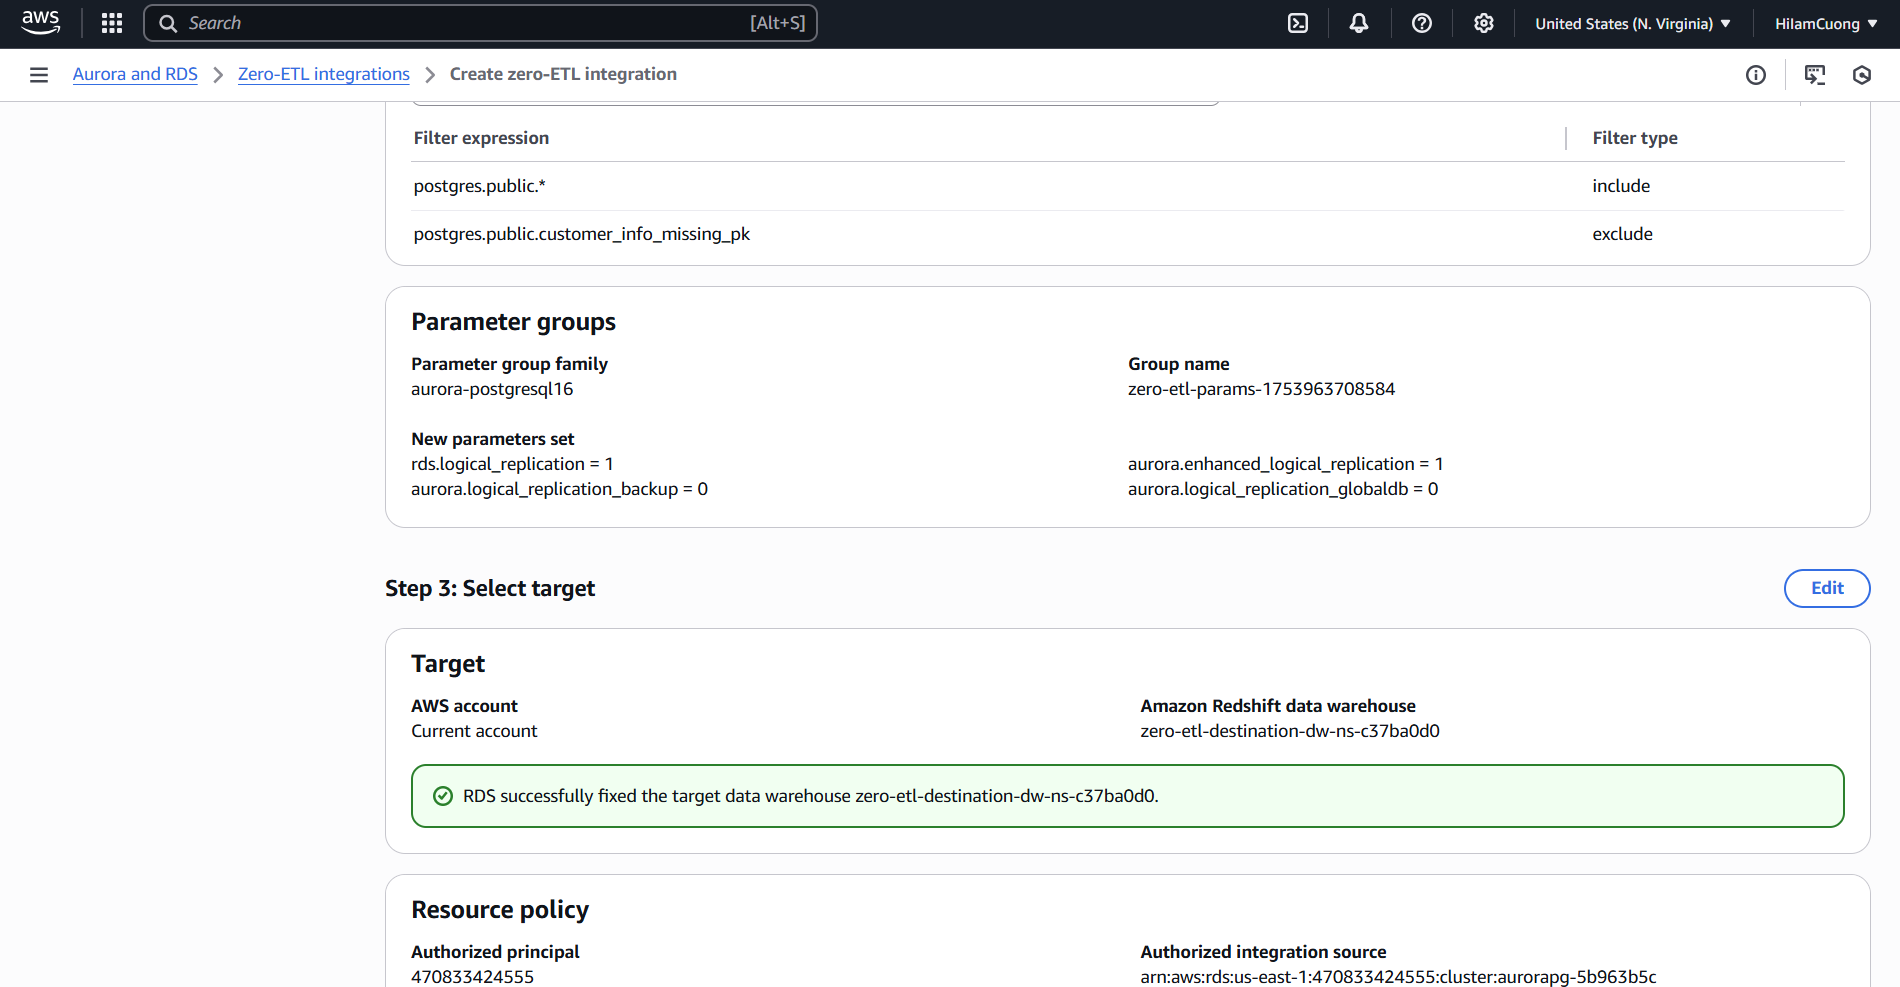 aws
Search [Alt+S]
United States (N. Virginia)
HilamCuong
Aurora and RDS
Zero-ETL integrations
Create zero-ETL integration
Filter expression Filter type
postgres.public.* include
postgres.public.customer_info_missing_pk exclude
Parameter groups
Parameter group family
aurora-postgresql16
Group name
zero-etl-params-1753963708584
New parameters set
rds.logical_replication = 1
aurora.logical_replication_backup = 0
aurora.enhanced_logical_replication = 1
aurora.logical_replication_globaldb = 0
Step 3: Select target
Edit
Target
AWS account
Current account
Amazon Redshift data warehouse
zero-etl-destination-dw-ns-c37ba0d0
RDS successfully fixed the target data warehouse zero-etl-destination-dw-ns-c37ba0d0.
Resource policy
Authorized principal
470833424555
Authorized integration source
arn:aws:rds:us-east-1:470833424555:cluster:aurorapg-5b963b5c